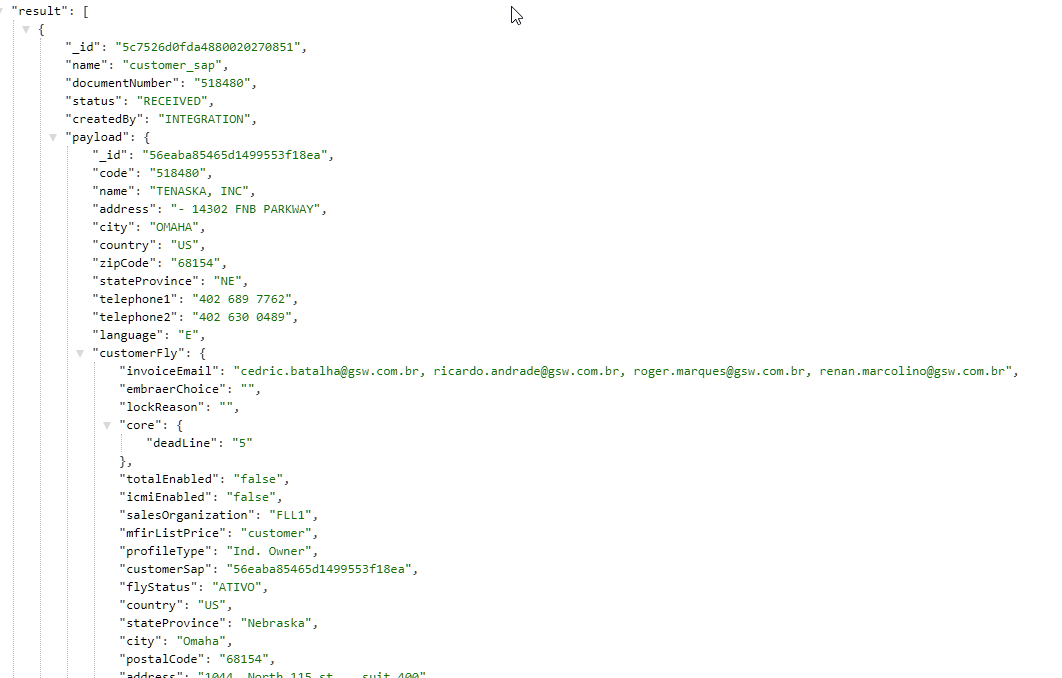 "result": [
{
"_id": "5c7526d0fda4880020270851",
"name": "customer_sap",
"documentNumber": "518480",
"status": "RECEIVED",
"createdBy": "INTEGRATION",
"payload": {
"_id": "56eaba85465d1499553f18ea",
"code": "518480",
"name": "TENASKA, INC",
"address": "- 14302 FNB PARKWAY",
"city": "OMAHA",
"country": "US",
"zipCode": "68154",
"stateProvince": "NE",
"telephone1": "402 689 7762",
"telephone2": "402 630 0489",
"language": "E",
"customerFly": {
"invoiceEmail": "cedric.batalha@gsw.com.br, ricardo.andrade@gsw.com.br, roger.marques@gsw.com.br, renan.marcolino@gsw.com.br",
"embraerChoice": "",
"lockReason": "",
"core": {
"deadLine": "5"
},
"totalEnabled": "false",
"icmiEnabled": "false",
"salesOrganization": "FLL1",
"mfirListPrice": "customer",
"profileType": "Ind. Owner",
"customerSap": "56eaba85465d1499553f18ea",
"flyStatus": "ATIVO",
"country": "US",
"stateProvince": "Nebraska",
"city": "Omaha",
"postalCode": "68154",
"address": "1044, North 115 st., suit 400"